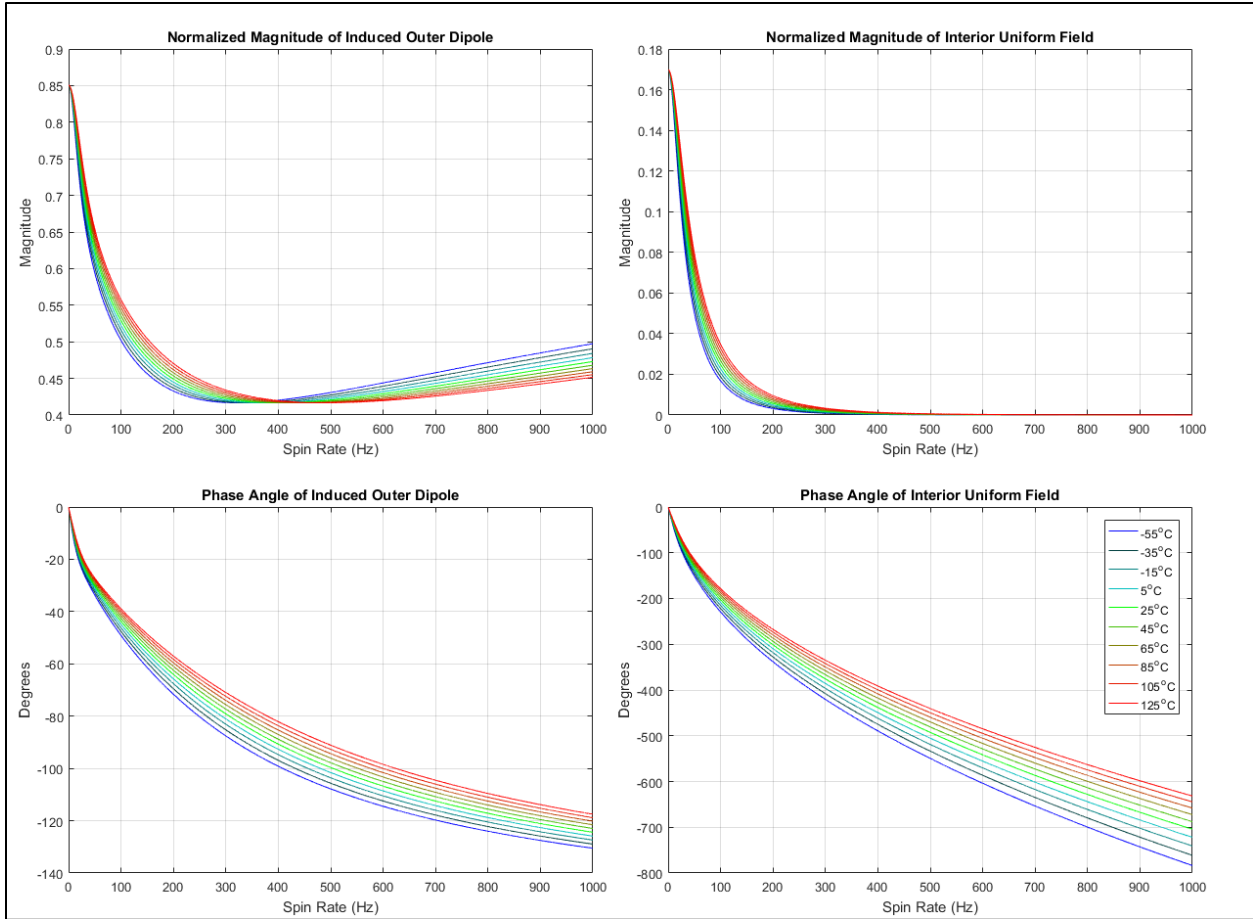 Normalized Magnitude of Induced Outer Dipole
0.9
0.85
0.8
0.75
0.7
0.65
0.6
0.55
0.5
0.45
0.4
Magnitude
0 100 200 300 400 500 600 700 800 900 1000
Spin Rate (Hz)
Normalized Magnitude of Interior Uniform Field
0.18
0.16
0.14
0.12
0.1
0.08
0.06
0.04
0.02
0
Magnitude
0 100 200 300 400 500 600 700 800 900 1000
Spin Rate (Hz)
Phase Angle of Induced Outer Dipole
0
-20
-40
-60
-80
-100
-120
-140
Degrees
0 100 200 300 400 500 600 700 800 900 1000
Spin Rate (Hz)
Phase Angle of Interior Uniform Field
0
-100
-200
-300
-400
-500
-600
-700
-800
Degrees
-55°C
-35°C
-15°C
5°C
25°C
45°C
65°C
85°C
105°C
125°C
0 100 200 300 400 500 600 700 800 900 1000
Spin Rate (Hz)